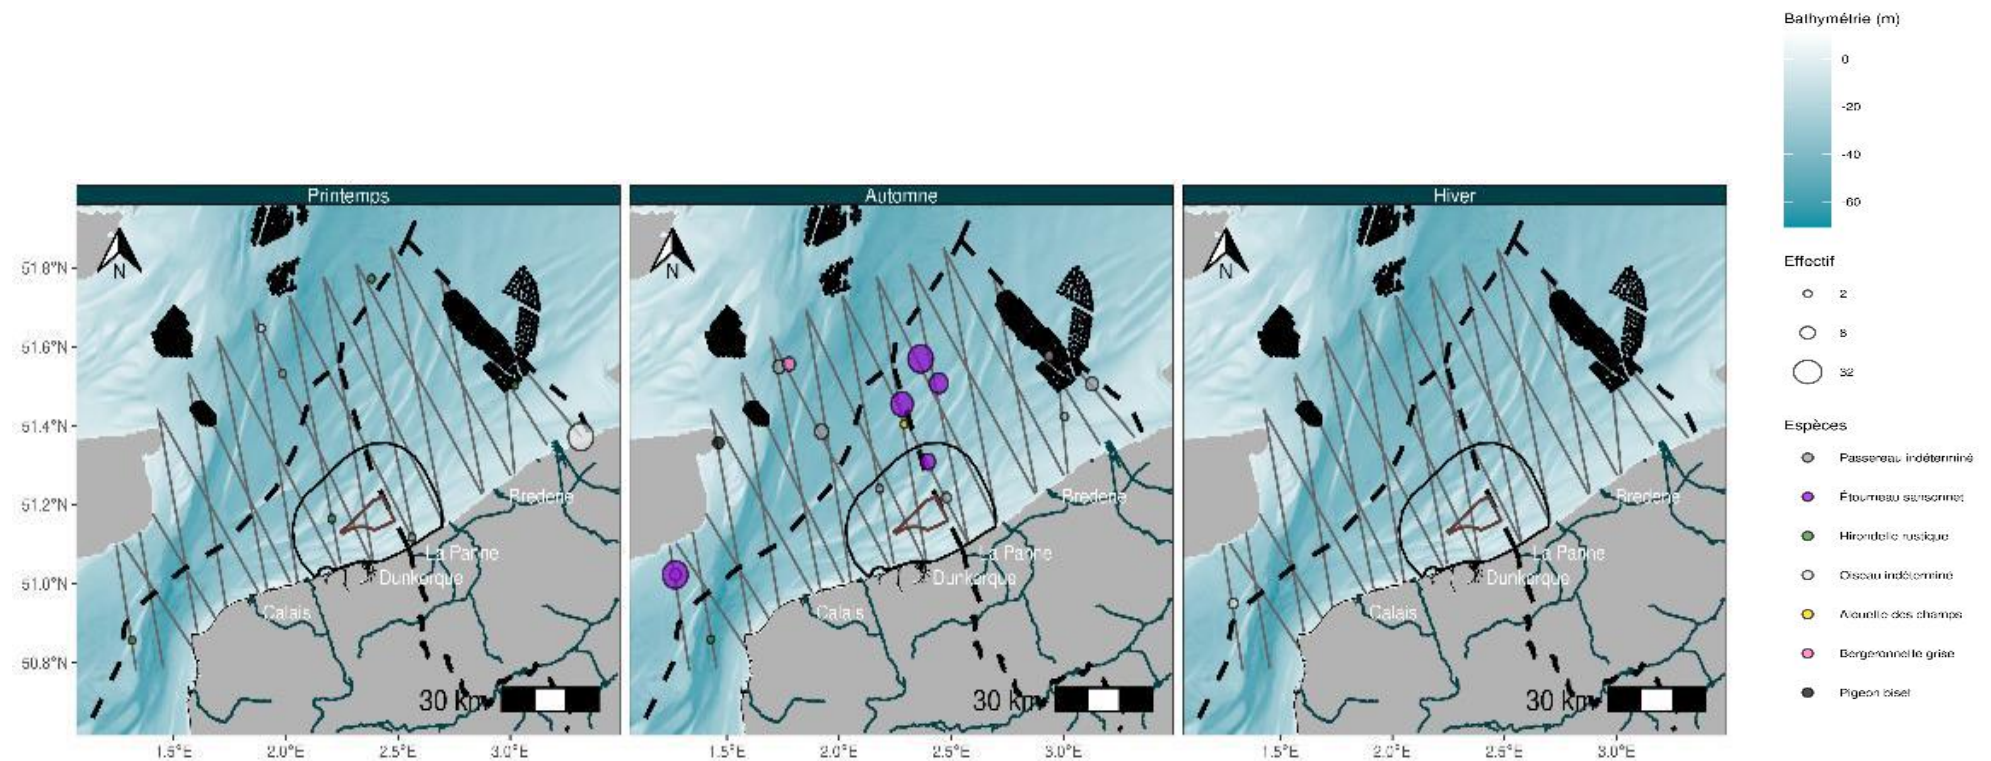 Bathymétrie (m)
0
-20
-40
-60
Effectif
2
8
32
Espèces
Passereau indéterminé
Étourneau sansonnet
Hirondelle rustique
Oiseau indéterminé
Alouette des champs
Bergeronnette grise
Pigeon biset
Printemps
Automne
Hiver
N
N
N
51.8°N
51.6°N
51.4°N
51.2°N
51.0°N
50.8°N
Bredene
La Panne
Dunkerque
Calais
30 km
Bredene
La Panne
Dunkerque
Calais
30 km
Bredene
La Panne
Dunkerque
Calais
30 km
1.5°E
2.0°E
2.5°E
3.0°E
1.5°E
2.0°E
2.5°E
3.0°E
1.5°E
2.0°E
2.5°E
3.0°E